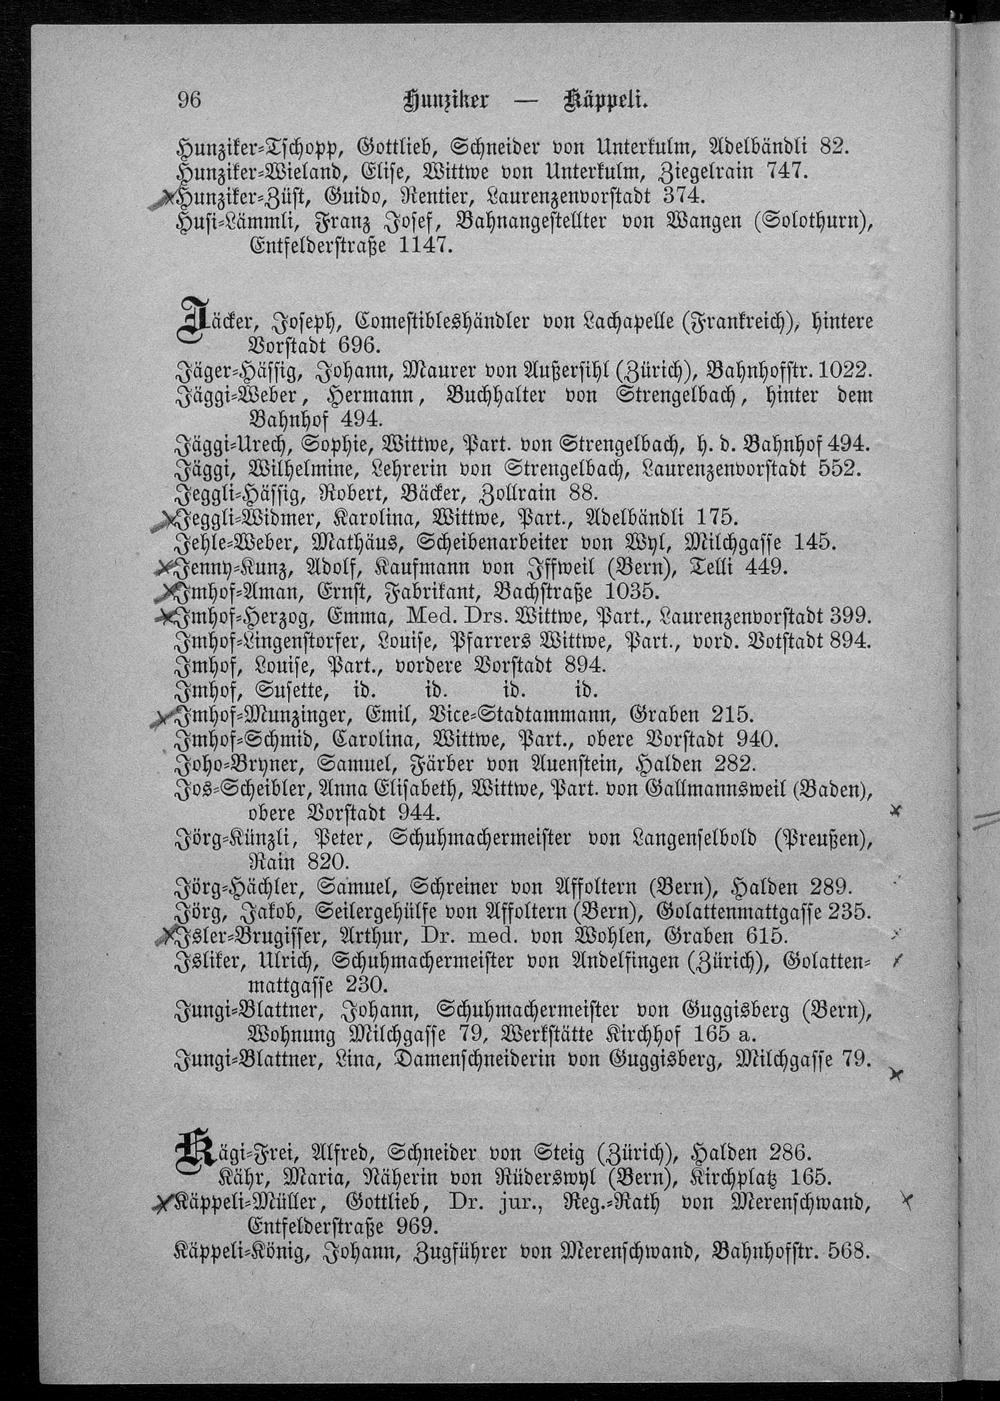 96 Hunziker — Käppeli.
Hunziker-Tschopp, Gottlieb, Schneider von Unterkulm, Adelbändli 82.
Hunziker-Wieland, Elise, Wittwe von Unterkulm, Ziegelrain 747.
Hunziker-Züst, Guido, Rentier, Laurenzenvorstadt 374.
Husi-Lämmli, Franz Josef, Bahnangestellter von Wangen (Solothurn),
Entfelderstraße 1147.
Jäcker, Joseph, Comestibleshändler von Lachapelle (Frankreich), hintere
Vorstadt 696.
Jäger-Hässig, Johann, Maurer von Außersihl (Zürich), Bahnhofstr. 1022.
Jäggi-Weber, Hermann, Buchhalter von Strengelbach, hinter dem
Bahnhof 494.
Jäggi-Urech, Sophie, Wittwe, Part. von Strengelbach, h. d. Bahnhof 494.
Jäggi, Wilhelmine, Lehrerin von Strengelbach, Laurenzenvorstadt 552.
Jeggli-Hässig, Robert, Bäcker, Zollrain 88.
Jeggli-Widmer, Karolina, Wittwe, Part., Adelbändli 175.
Jehle-Weber, Mathäus, Scheibenarbeiter von Wyl, Milchgasse 145.
Jenny-Kunz, Adolf, Kaufmann von Iffweil (Bern), Telli 449.
Imhof-Aman, Ernst, Fabrikant, Bachstraße 1035.
Imhof-Herzog, Emma, Med. Drs. Wittwe, Part., Laurenzenvorstadt 399.
Imhof-Lingenstorfer, Louise, Pfarrers Wittwe, Part., vord. Votstadt 894.
Imhof, Louise, Part., vordere Vorstadt 894.
Imhof, Susette, id. id. id. id.
Imhof-Munzinger, Emil, Vice-Stadtammann, Graben 215.
Imhof-Schmid, Carolina, Wittwe, Part., obere Vorstadt 940.
Joho-Bryner, Samuel, Färber von Auenstein, Halden 282.
Jos-Scheibler, Anna Elisabeth, Wittwe, Part. von Gallmannsweil (Baden),
obere Vorstadt 944.
Jörg-Künzli, Peter, Schuhmachermeister von Langenselbold (Preußen),
Rain 820.
Jörg-Hächler, Samuel, Schreiner von Affoltern (Bern), Halden 289.
Jörg, Jakob, Seilergehülfe von Affoltern (Bern), Golattenmattgasse 235.
Isler-Brugisser, Arthur, Dr. med. von Wohlen, Graben 615.
Isliker, Ulrich, Schuhmachermeister von Andelfingen (Zürich), Golatten-
mattgasse 230.
Jungi-Blattner, Johann, Schuhmachermeister von Guggisberg (Bern),
Wohnung Milchgasse 79, Werkstätte Kirchhof 165 a.
Jungi-Blattner, Lina, Damenschneiderin von Guggisberg, Milchgasse 79.
Kägi-Frei, Alfred, Schneider von Steig (Zürich), Halden 286.
Kähr, Maria, Näherin von Rüderswyl (Bern), Kirchplatz 165.
Käppeli-Müller, Gottlieb, Dr. jur., Reg.-Rath von Merenschwand,
Entfelderstraße 969.
Käppeli-König, Johann, Zugführer von Merenschwand, Bahnhofstr. 568.